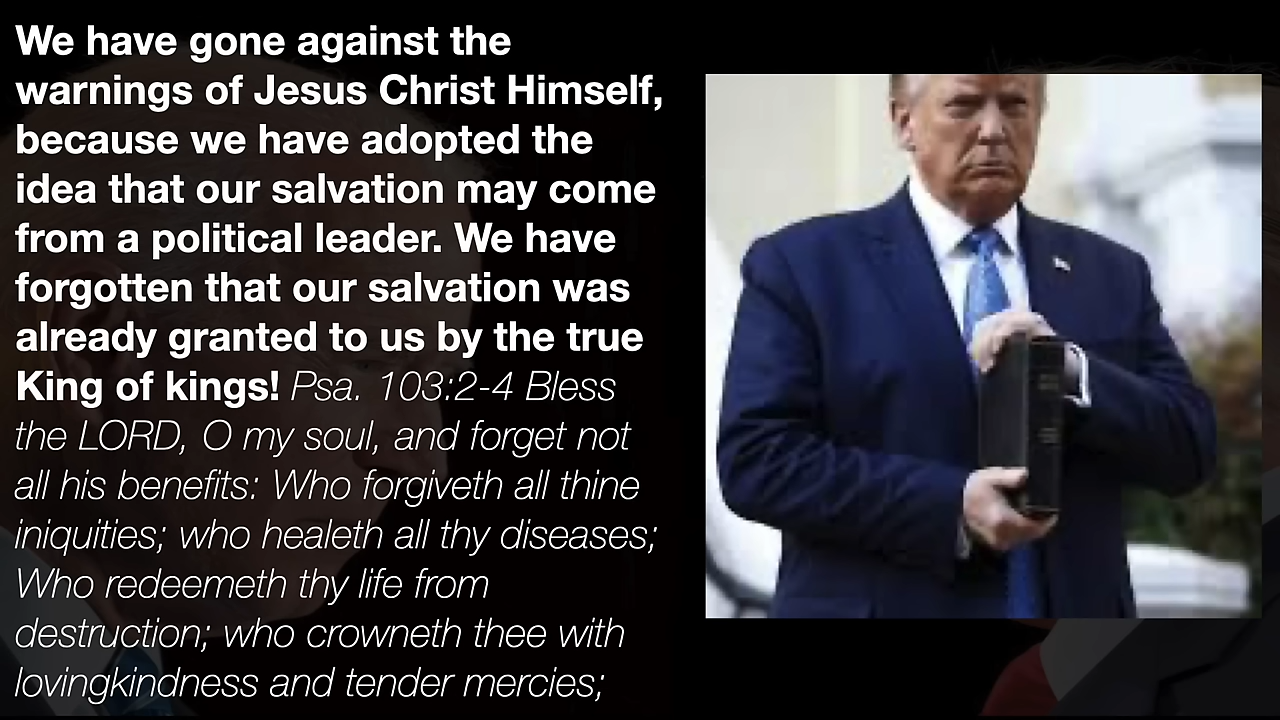 We have gone against the
warnings of Jesus Christ Himself,
because we have adopted the
idea that our salvation may come
from a political leader. We have
forgotten that our salvation was
already granted to us by the true
King of kings! Psa. 103:2-4 Bless
the LORD, O my soul, and forget not
all his benefits: Who forgiveth all thine
iniquities; who healeth all thy diseases;
Who redeemeth thy life from
destruction; who crowneth thee with
lovingkindness and tender mercies;